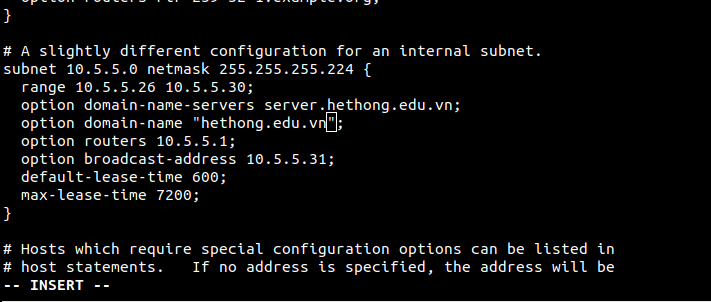 option routers rtr-239-32-1.example.org;
}

# A slightly different configuration for an internal subnet.
subnet 10.5.5.0 netmask 255.255.255.224 {
  range 10.5.5.26 10.5.5.30;
  option domain-name-servers server.hethong.edu.vn;
  option domain-name "hethong.edu.vn";
  option routers 10.5.5.1;
  option broadcast-address 10.5.5.31;
  default-lease-time 600;
  max-lease-time 7200;
}

# Hosts which require special configuration options can be listed in
# host statements.   If no address is specified, the address will be
-- INSERT --